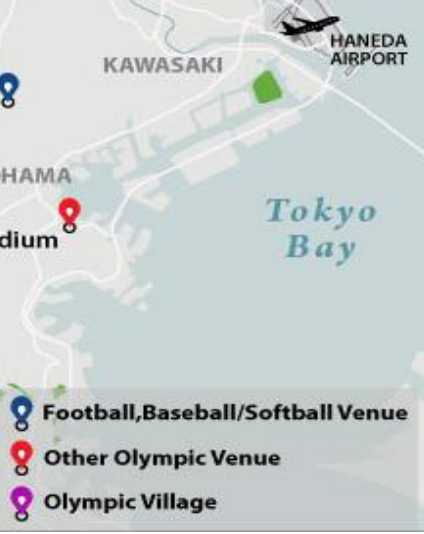 HANEDA
AIRPORT
KAWASAKI
HAMA
Tokyo
Bay
dium
Football,Baseball/Softball Venue
Other Olympic Venue
Olympic Village